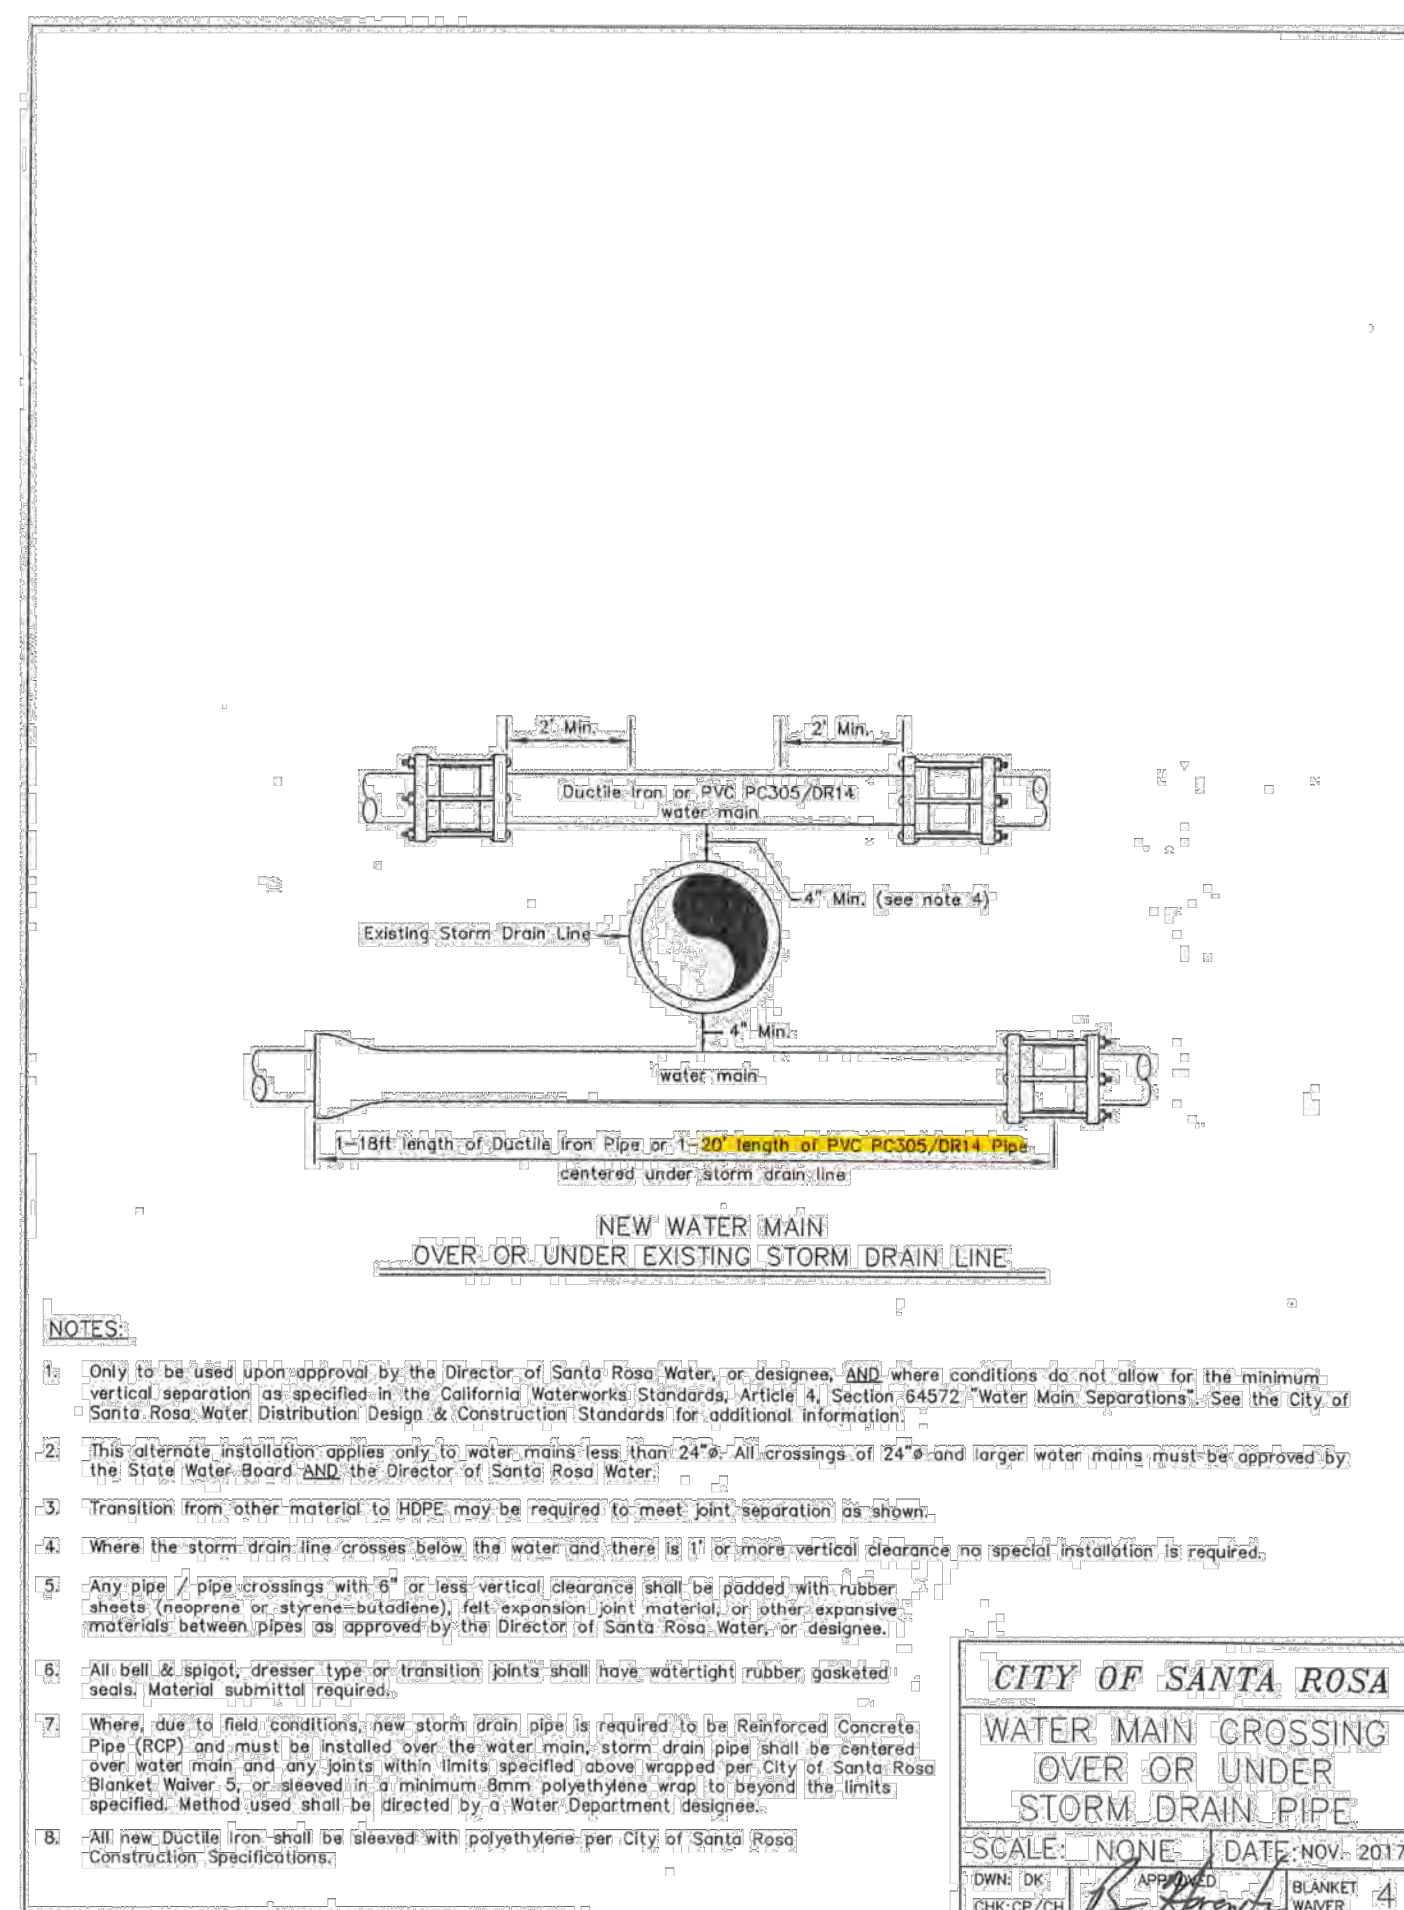 2' Min.
2' Min.
Ductile Iron or PVC PC305/DR14
water main
4" Min. (see note 4)
Existing Storm Drain Line
4" Min.
water main
1-18ft length of Ductile Iron Pipe or 1-20' length of PVC PC305/DR14 Pipe
centered under storm drain line
NEW WATER MAIN
OVER OR UNDER EXISTING STORM DRAIN LINE
NOTES:
1. Only to be used upon approval by the Director of Santa Rosa Water, or designee, AND where conditions do not allow for the minimum
vertical separation as specified in the California Waterworks Standards, Article 4, Section 64572 "Water Main Separations". See the City of
Santa Rosa Water Distribution Design & Construction Standards for additional information.
2. This alternate installation applies only to water mains less than 24"ø. All crossings of 24"ø and larger water mains must be approved by
the State Water Board AND the Director of Santa Rosa Water.
3. Transition from other material to HDPE may be required to meet joint separation as shown.
4. Where the storm drain line crosses below the water and there is 1' or more vertical clearance no special installation is required.
5. Any pipe / pipe crossings with 6" or less vertical clearance shall be padded with rubber
sheets (neoprene or styrene-butadiene), felt expansion joint material, or other expansive
materials between pipes as approved by the Director of Santa Rosa Water, or designee.
6. All bell & spigot, dresser type or transition joints shall have watertight rubber gasketed
seals. Material submittal required.
7. Where, due to field conditions, new storm drain pipe is required to be Reinforced Concrete
Pipe (RCP) and must be installed over the water main, storm drain pipe shall be centered
over water main and any joints within limits specified above wrapped per City of Santa Rosa
Blanket Waiver 5, or sleeved in a minimum 8mm polyethylene wrap to beyond the limits
specified. Method used shall be directed by a Water Department designee.
8. All new Ductile Iron shall be sleeved with polyethylene per City of Santa Rosa
Construction Specifications.
CITY OF SANTA ROSA
WATER MAIN CROSSING
OVER OR UNDER
STORM DRAIN PIPE
SCALE: NONE DATE: NOV. 2017
DWN: DK APPROVED BLANKET 4
CHK: CP/CH WAIVER